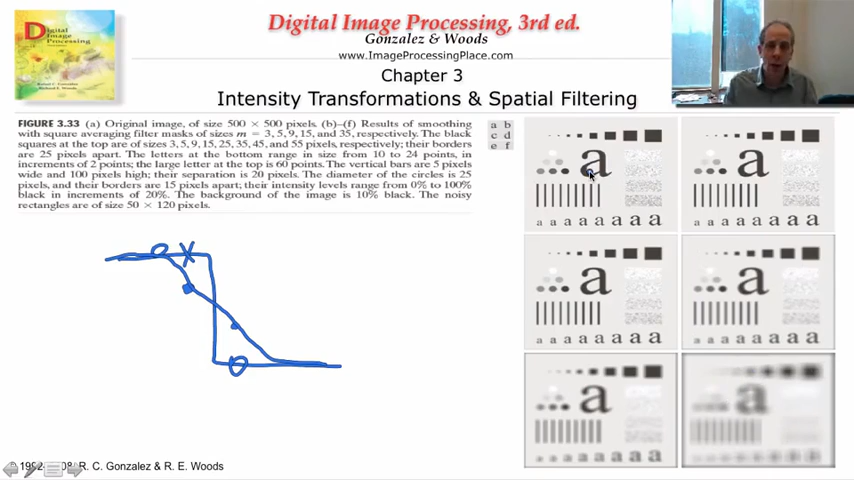 Digital Image Processing, 3rd ed.
Gonzalez & Woods
www.ImageProcessingPlace.com
Digital
Image
Processing
Chapter 3
Intensity Transformations & Spatial Filtering
FIGURE 3.33 (a) Original image, of size 500 × 500 pixels. (b)–(f) Results of smoothing
with square averaging filter masks of sizes m = 3, 5, 9, 15, and 35, respectively. The black
squares at the top are of sizes 3, 5, 9, 15, 25, 35, 45, and 55 pixels, respectively; their borders
are 25 pixels apart. The letters at the bottom range in size from 10 to 24 points, in
increments of 2 points; the large letter at the top is 60 points. The vertical bars are 5 pixels
wide and 100 pixels high; their separation is 20 pixels. The diameter of the circles is 25
pixels, and their borders are 15 pixels apart; their intensity levels range from 0% to 100%
black in increments of 20%. The background of the image is 10% black. The noisy
rectangles are of size 50 × 120 pixels.
a b
c d
e f
a
a a a a a a a a
a
a a a a a a a a
a
a a a a a a a a
a
a a a a a a a a
a
a a a a a a a a
a
R. C. Gonzalez & R. E. Woods